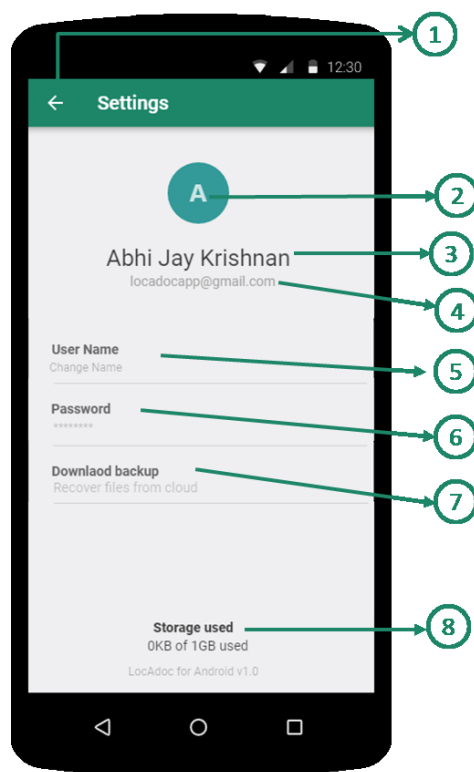 1
12:30
Settings
A
2
Abhi Jay Krishnan
3
locadocapp@gmail.com
4
User Name
Change Name
5
Password
********
6
Downlaod backup
Recover files from cloud
7
Storage used
8
0KB of 1GB used
LocAdoc for Android v1.0